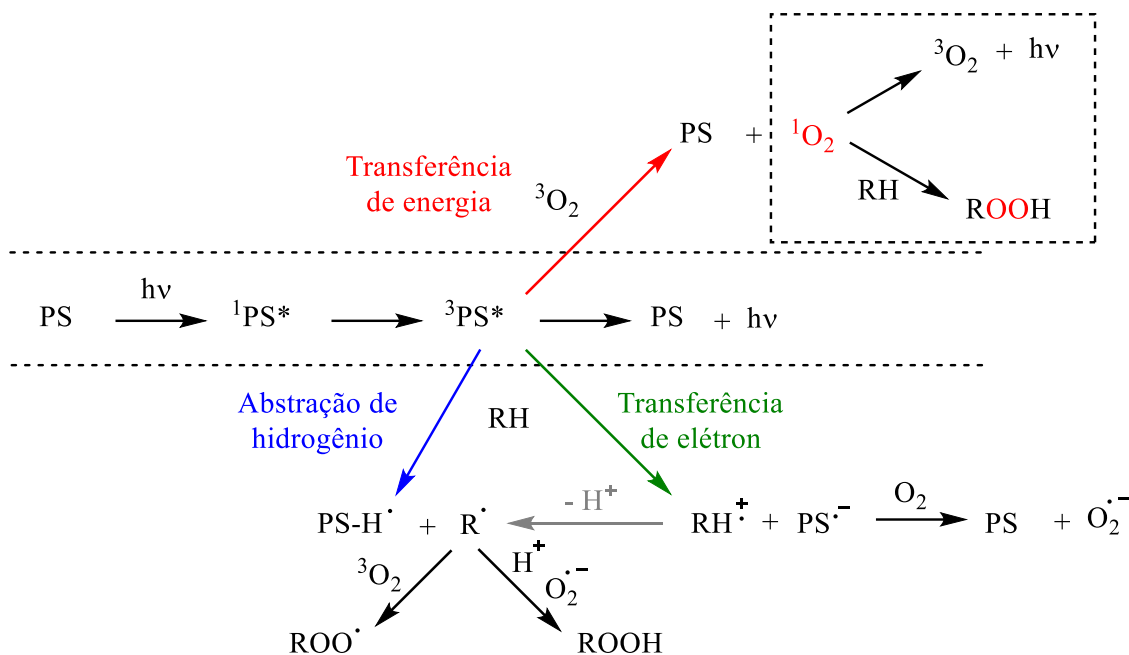 ³O₂ + hν
PS + ¹O₂
Transferência
de energia
³O₂
RH
ROOH
PS hν ¹PS* ³PS* PS + hν
Abstração de
hidrogênio
RH
Transferência
de elétron
PS-H˙ + R˙
- H⁺
RH˙⁺ + PS˙⁻
O₂
PS + O₂˙⁻
³O₂
H⁺
O₂˙⁻
ROO˙
ROOH